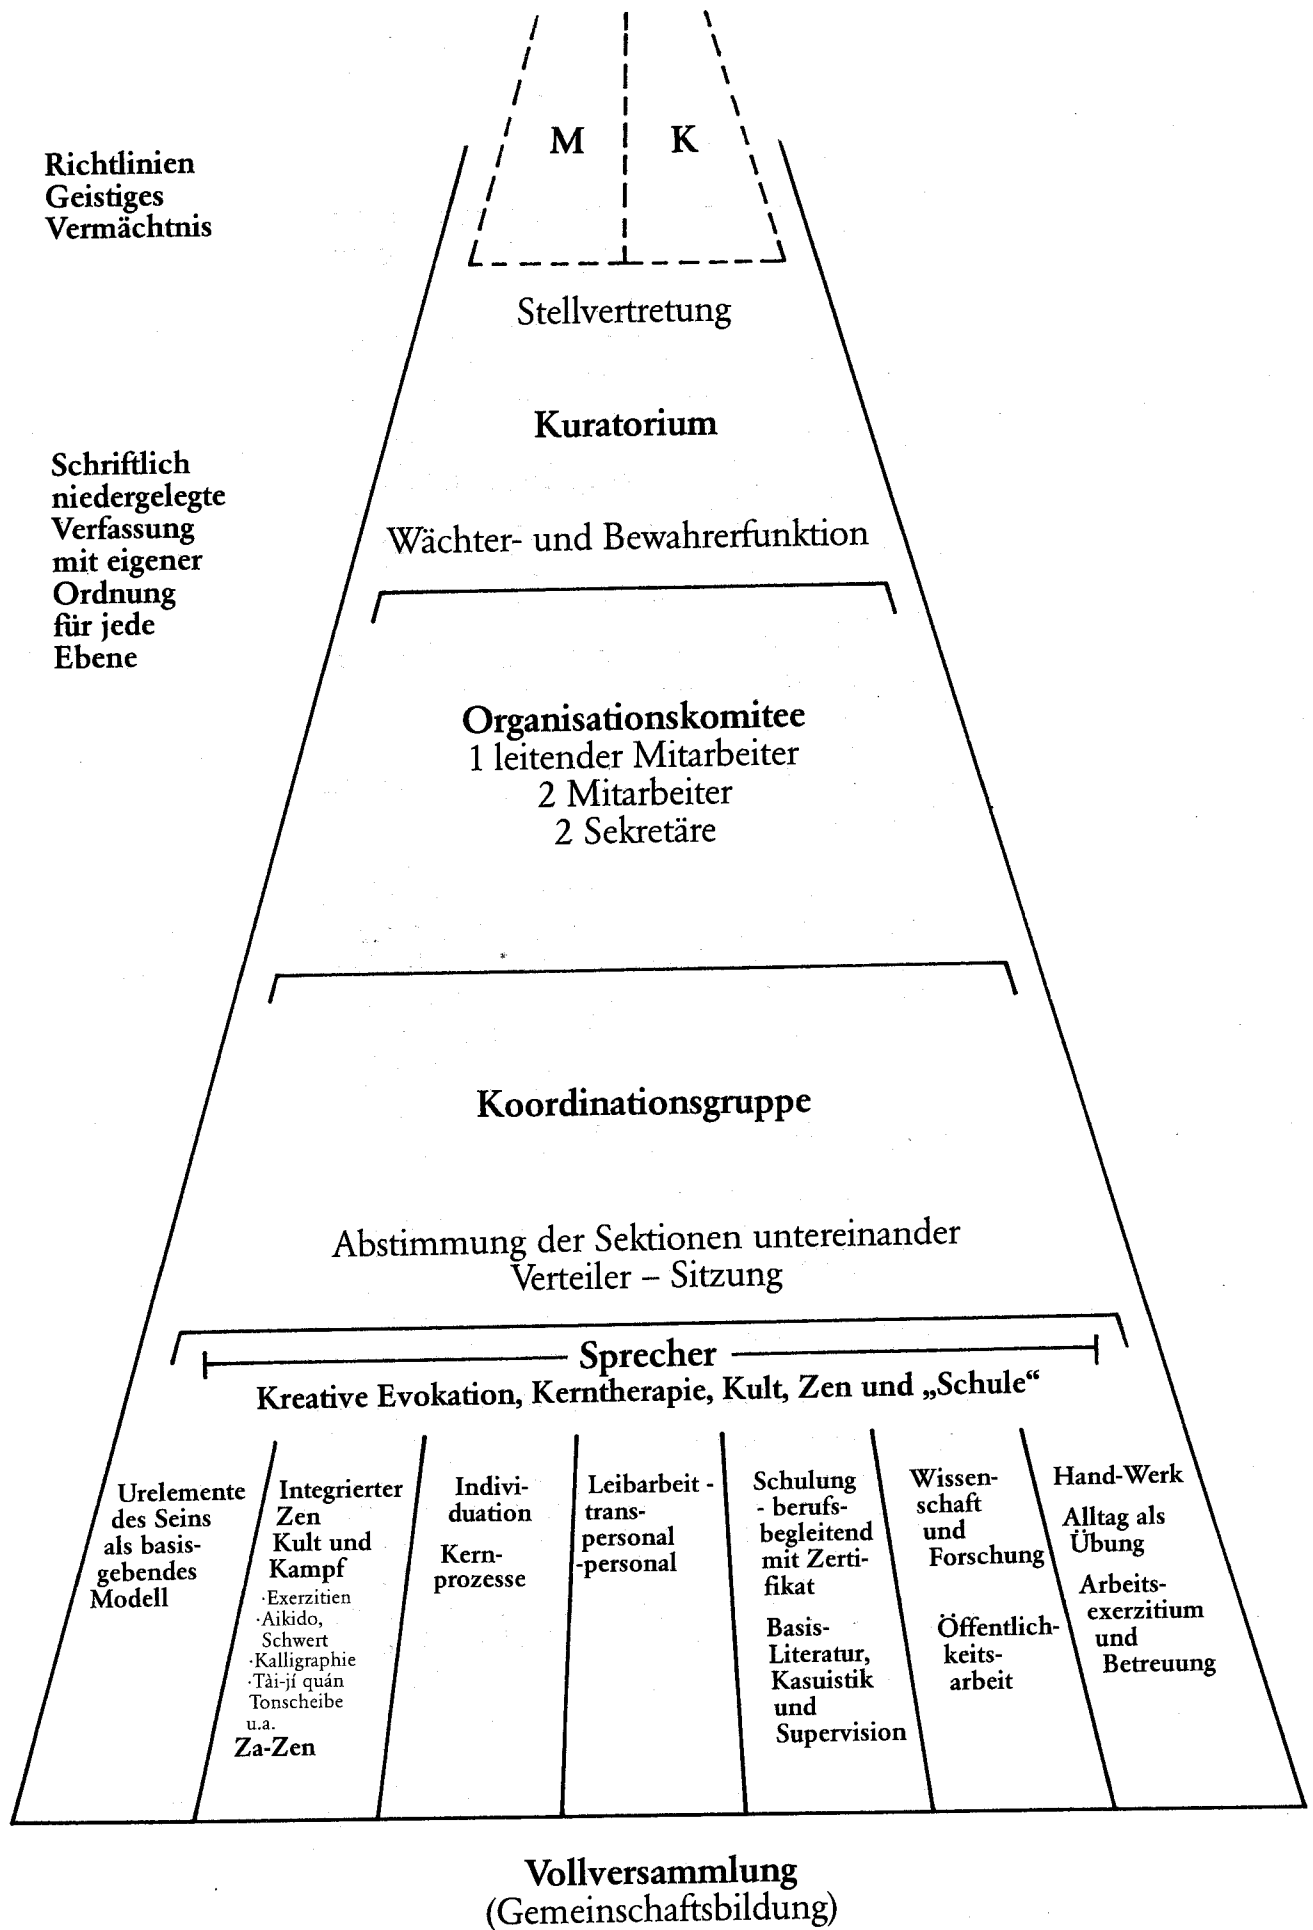 M K
Richtlinien
Geistiges
Vermächtnis
Stellvertretung
Kuratorium
Schriftlich
niedergelegte
Verfassung
mit eigener
Ordnung
für jede
Ebene
Wächter- und Bewahrerfunktion
Organisationskomitee
1 leitender Mitarbeiter
2 Mitarbeiter
2 Sekretäre
Koordinationsgruppe
Abstimmung der Sektionen untereinander
Verteiler – Sitzung
Sprecher
Kreative Evokation, Kerntherapie, Kult, Zen und „Schule“
Urelemente
des Seins
als basis-
gebendes
Modell
Integrierter
Zen
Kult und
Kampf
·Exerzitien
·Aikido,
Schwert
·Kalligraphie
·Tài-jí quán
Tonscheibe
u.a.
Za-Zen
Indivi-
duation
Kern-
prozesse
Leibarbeit -
trans-
personal
-personal
Schulung
- berufs-
begleitend
mit Zerti-
fikat
Basis-
Literatur,
Kasuistik
und
Supervision
Wissen-
schaft
und
Forschung
Öffentlich-
keits-
arbeit
Hand-Werk
Alltag als
Übung
Arbeits-
exerzitium
und
Betreuung
Vollversammlung
(Gemeinschaftsbildung)